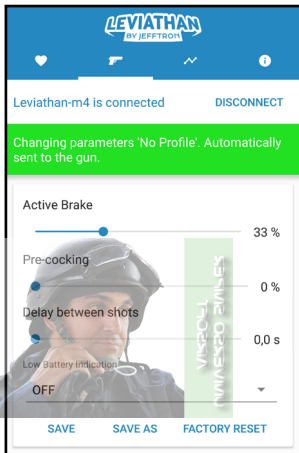 LEVIATHAN
BY JEFFTRON
Leviathan-m4 is connected
DISCONNECT
Changing parameters 'No Profile'. Automatically
sent to the gun.
Active Brake
33 %
Pre-cocking
0 %
Delay between shots
0,0 s
Low Battery Indication
OFF
SAVE
SAVE AS
FACTORY RESET